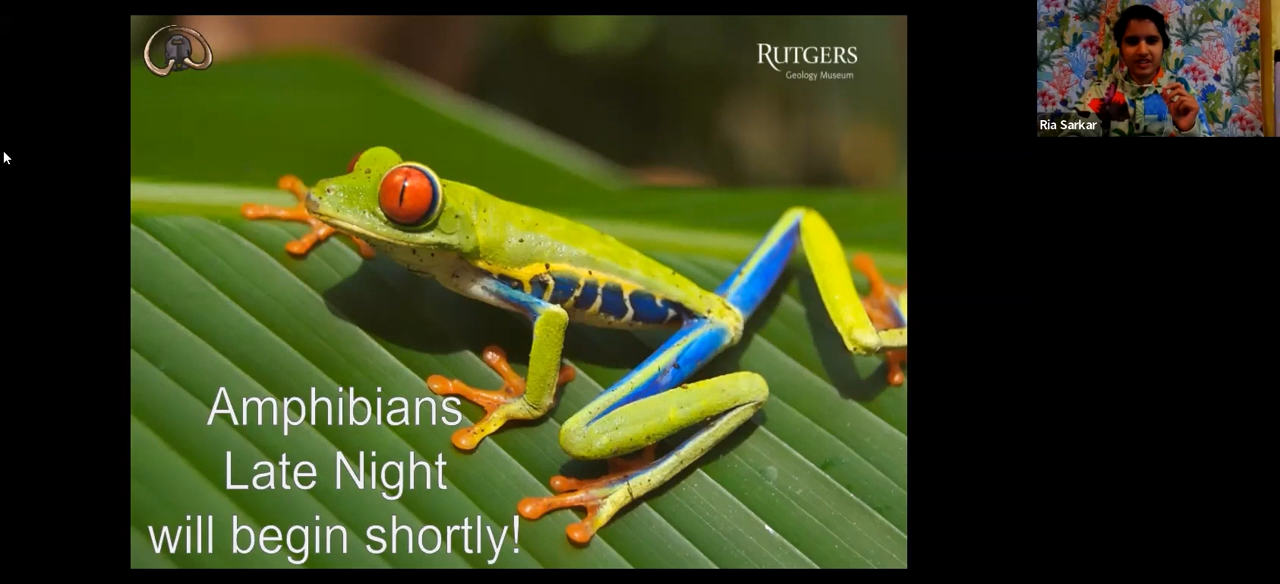 RUTGERS
Geology Museum
Ria Sarkar
Amphibians
Late Night
will begin shortly!